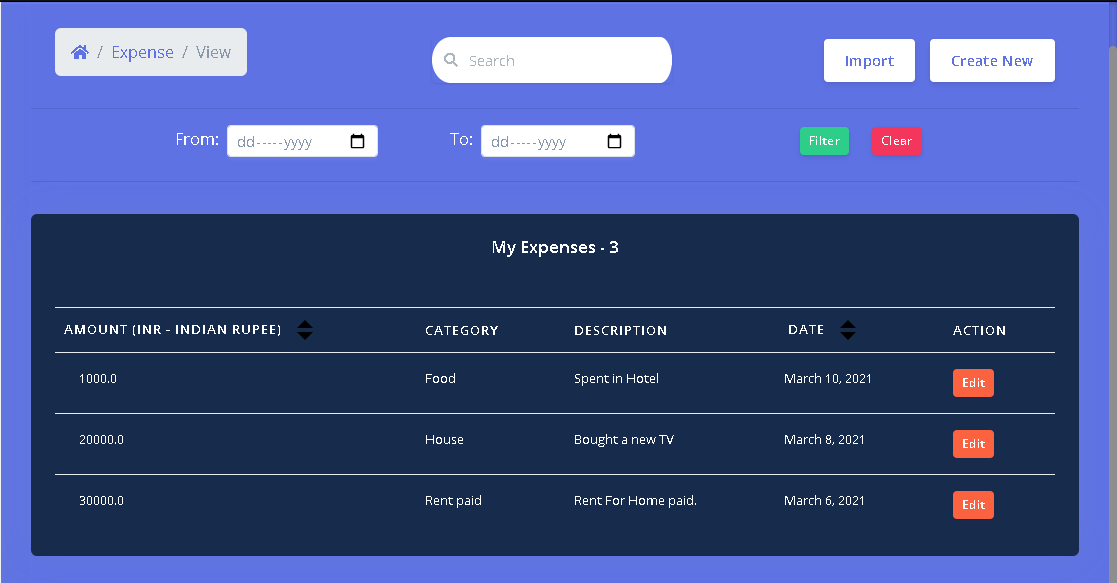 / Expense / View
Search
Import
Create New
From: dd-----yyyy
To: dd-----yyyy
Filter
Clear
My Expenses - 3
AMOUNT (INR - INDIAN RUPEE) CATEGORY DESCRIPTION DATE ACTION
1000.0 Food Spent in Hotel March 10, 2021 Edit
20000.0 House Bought a new TV March 8, 2021 Edit
30000.0 Rent paid Rent For Home paid. March 6, 2021 Edit